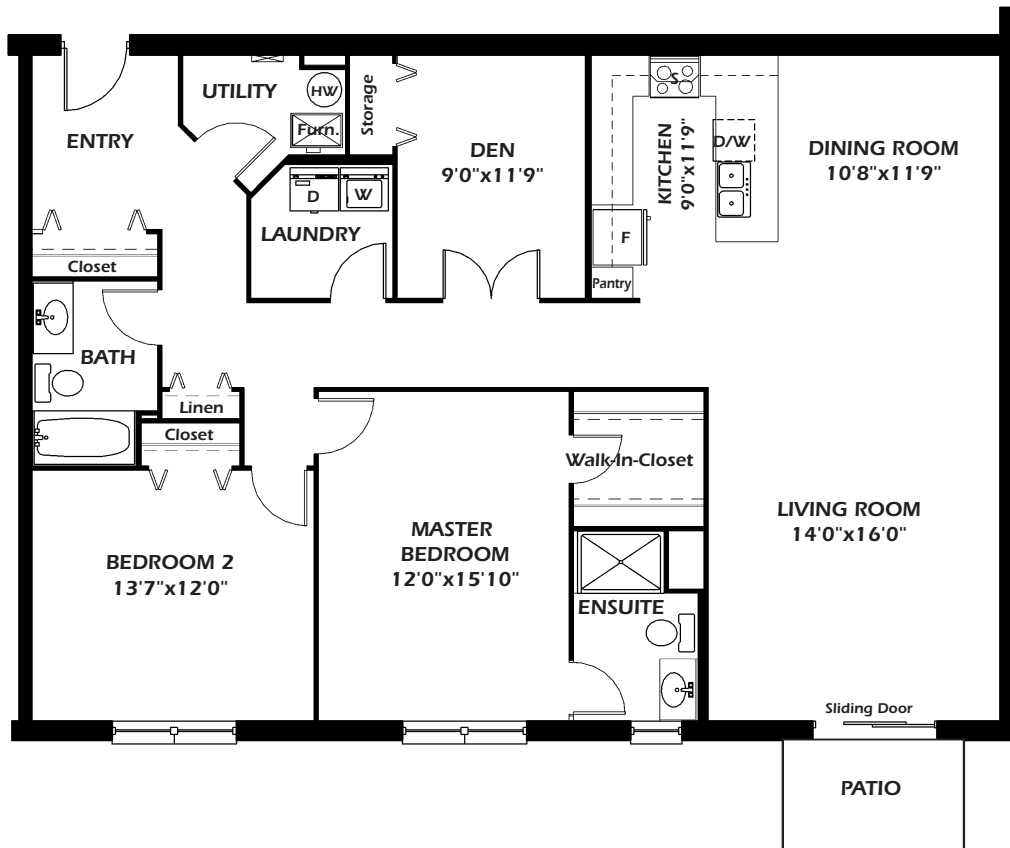 UTILITY
HW
Storage
Furn.
ENTRY
DEN
9'0"x11'9"
S
KITCHEN
9'0"x11'9"
D/W
DINING ROOM
10'8"x11'9"
D
W
LAUNDRY
F
Closet
Pantry
BATH
Linen
Closet
Walk-In-Closet
LIVING ROOM
14'0"x16'0"
MASTER
BEDROOM
12'0"x15'10"
BEDROOM 2
13'7"x12'0"
ENSUITE
Sliding Door
PATIO